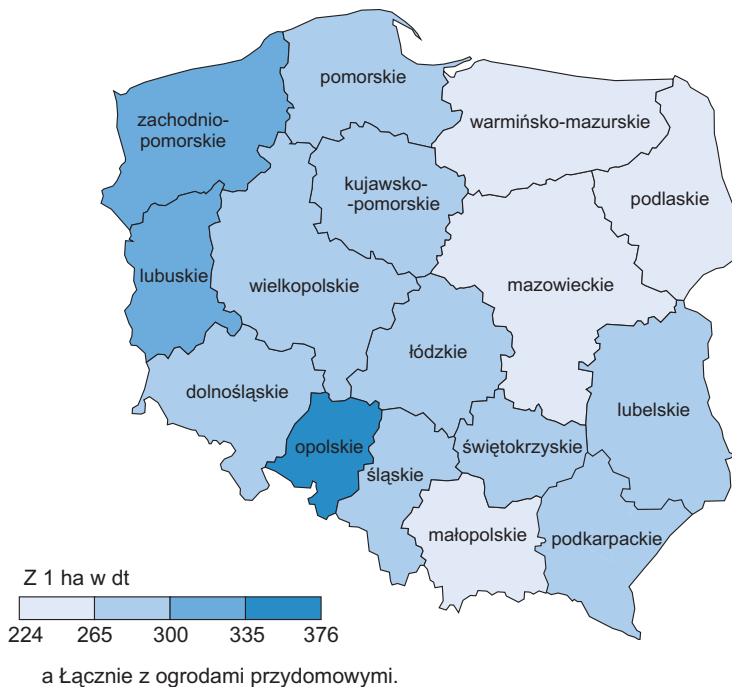 pomorskie
zachodnio-
pomorskie
warmińsko-mazurskie
kujawsko-
-pomorskie
podlaskie
lubuskie
wielkopolskie
mazowieckie
łódzkie
dolnośląskie
lubelskie
opolskie
świętokrzyskie
śląskie
małopolskie
podkarpackie
Z 1 ha w dt
224 265 300 335 376
a Łącznie z ogrodami przydomowymi.